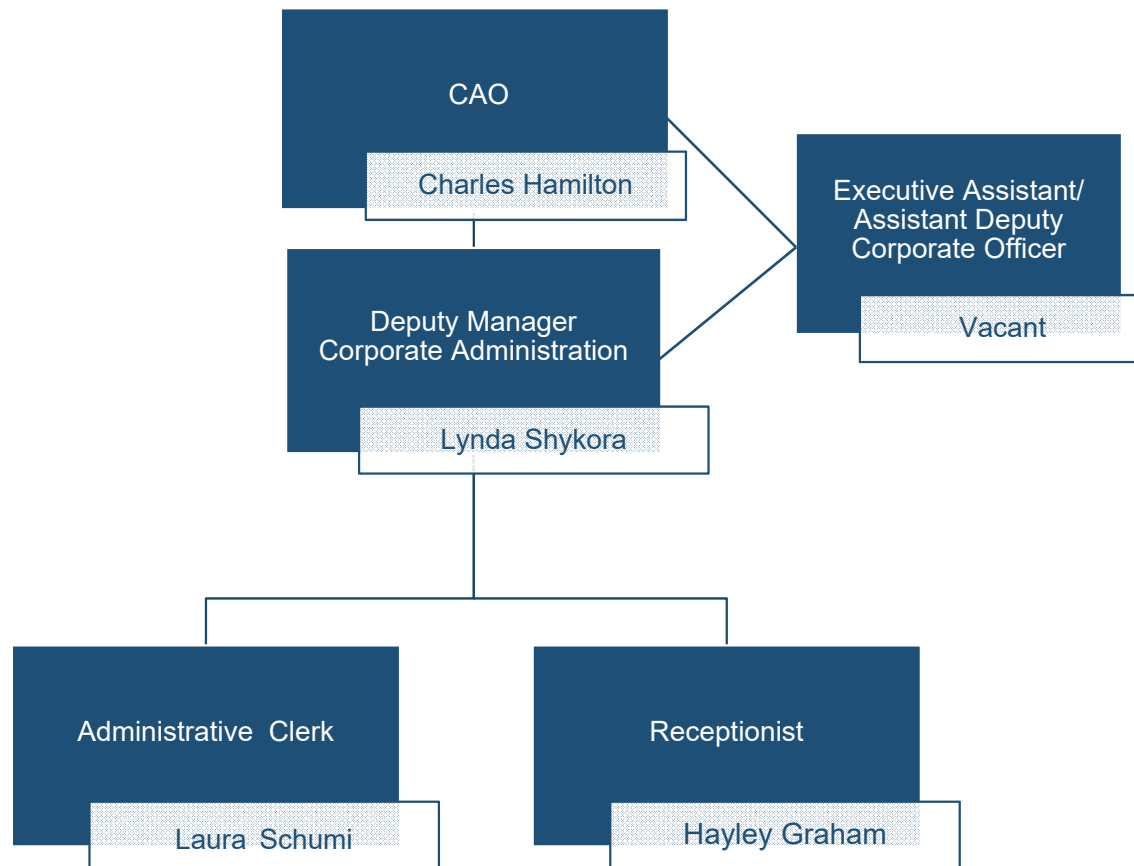 CAO
Charles Hamilton
Executive Assistant/
Assistant Deputy
Corporate Officer
Vacant
Deputy Manager
Corporate Administration
Lynda Shykora
Administrative Clerk
Laura Schumi
Receptionist
Hayley Graham